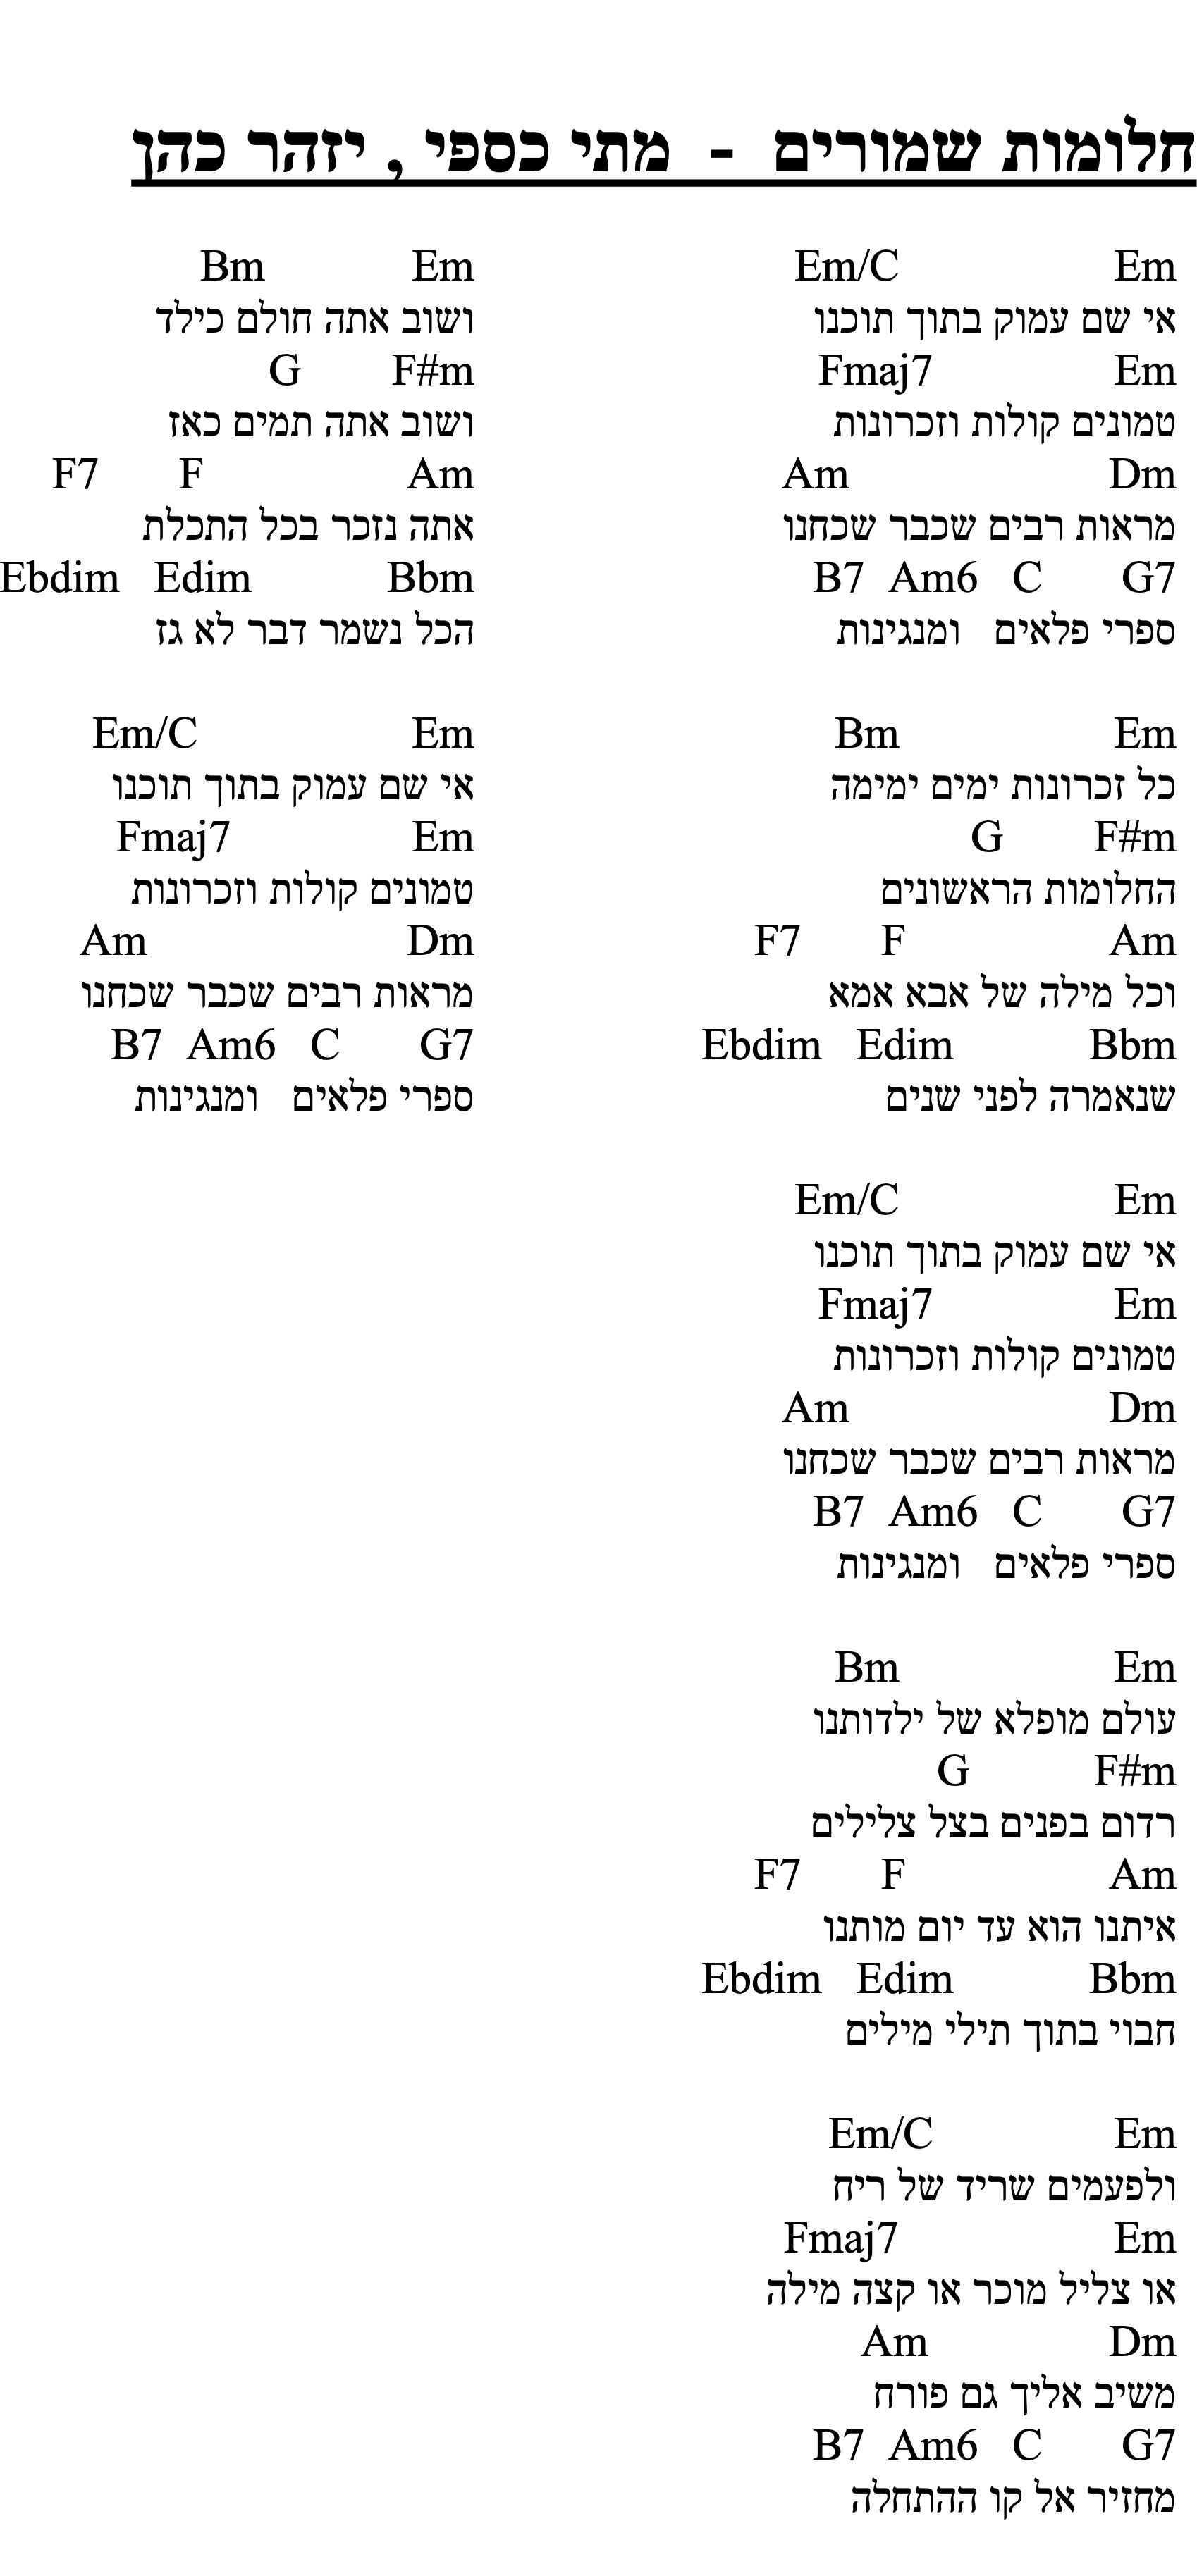 חלומות שמורים - מתי כספי , יזהר כהן
Em Em/C
אי שם עמוק בתוך תוכנו
Em Fmaj7
טמונים קולות וזכרונות
Dm Am
מראות רבים שכבר שכחנו
G7 C Am6 B7
ספרי פלאים ומנגינות
Em Bm
כל זכרונות ימים ימימה
F#m G
החלומות הראשונים
Am F F7
וכל מילה של אבא אמא
Bbm Edim Ebdim
שנאמרה לפני שנים
Em Em/C
אי שם עמוק בתוך תוכנו
Em Fmaj7
טמונים קולות וזכרונות
Dm Am
מראות רבים שכבר שכחנו
G7 C Am6 B7
ספרי פלאים ומנגינות
Em Bm
עולם מופלא של ילדותנו
F#m G
רדום בפנים בצל צלילים
Am F F7
איתנו הוא עד יום מותנו
Bbm Edim Ebdim
חבוי בתוך תילי מילים
Em Em/C
ולפעמים שריד של ריח
Em Fmaj7
או צליל מוכר או קצה מילה
Dm Am
משיב אליך גם פורח
G7 C Am6 B7
מחזיר אל קו ההתחלה
Em Bm
ושוב אתה חולם כילד
F#m G
ושוב אתה תמים כאז
Am F F7
אתה נזכר בכל התכלת
Bbm Edim Ebdim
הכל נשמר דבר לא גז
Em Em/C
אי שם עמוק בתוך תוכנו
Em Fmaj7
טמונים קולות וזכרונות
Dm Am
מראות רבים שכבר שכחנו
G7 C Am6 B7
ספרי פלאים ומנגינות